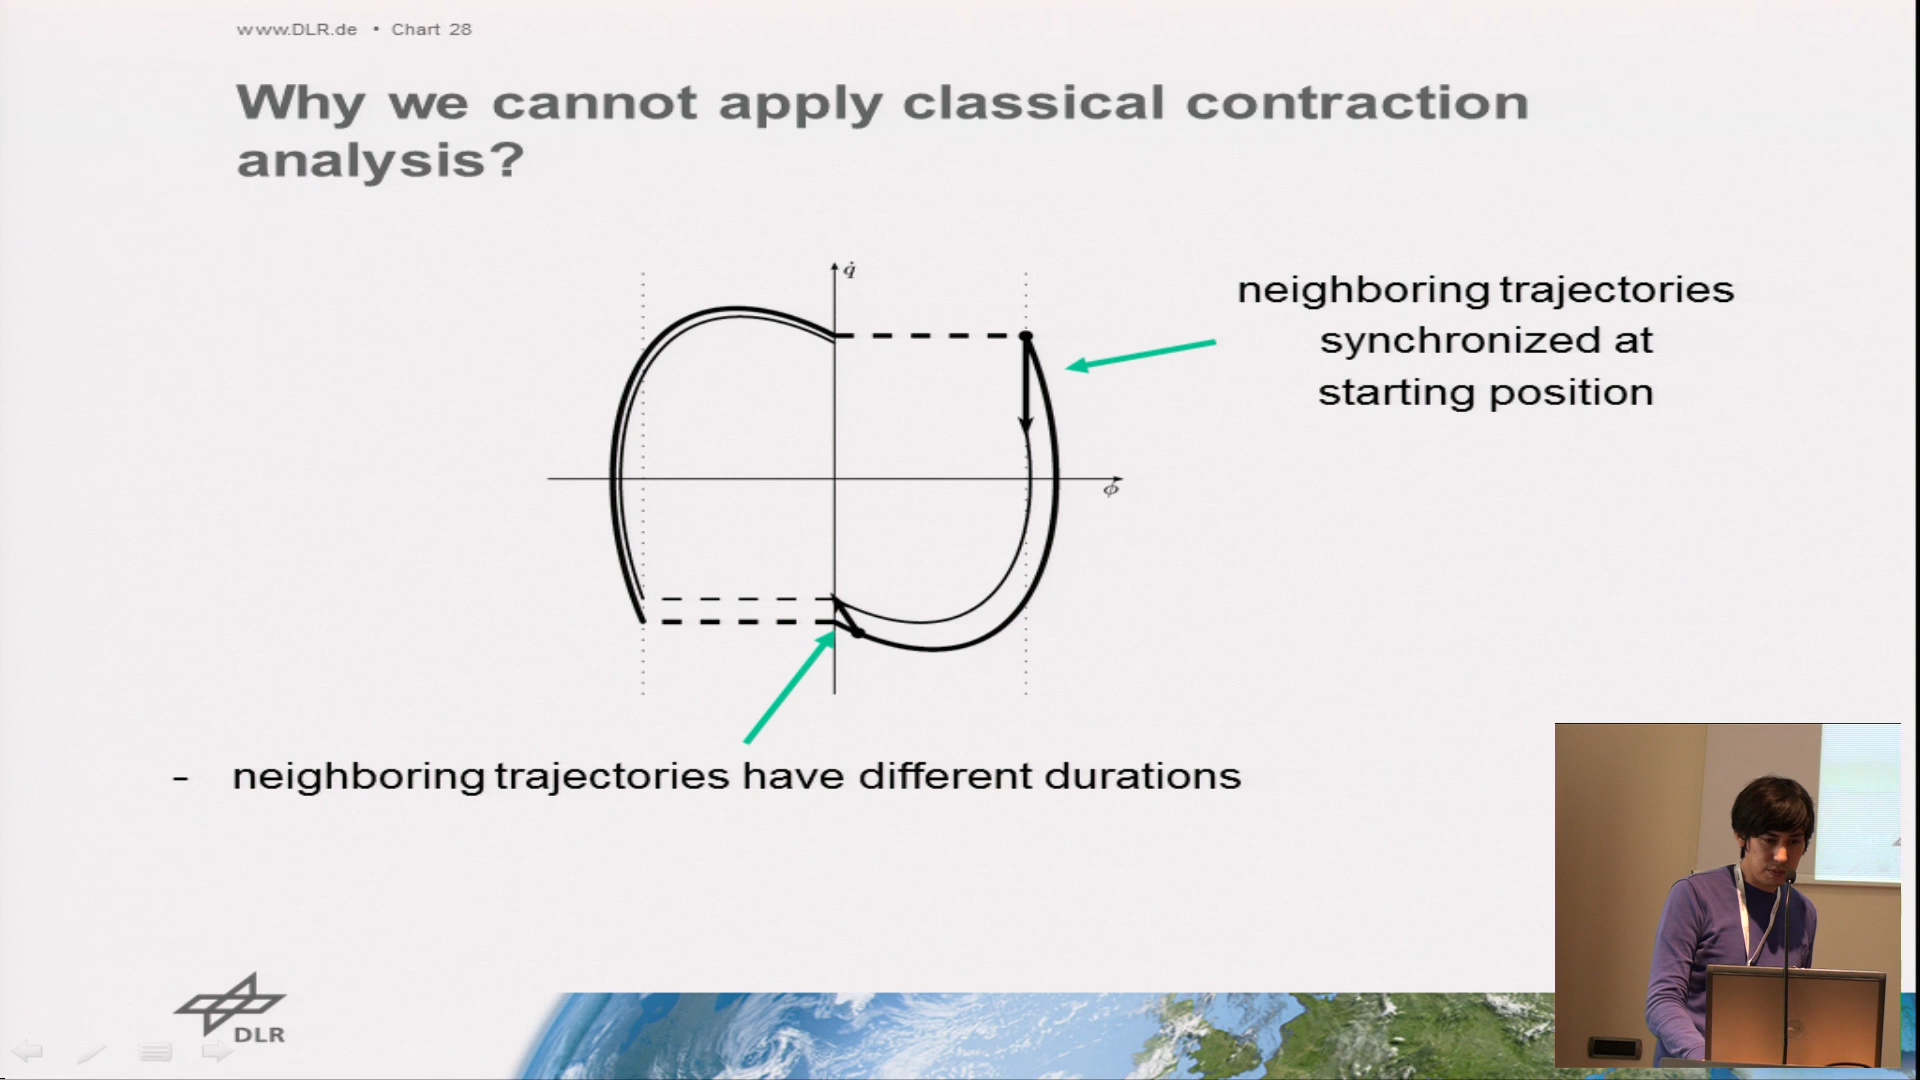 www.DLR.de • Chart 28
Why we cannot apply classical contraction
analysis?
q̇
ϕ
neighboring trajectories
synchronized at
starting position
- neighboring trajectories have different durations
DLR